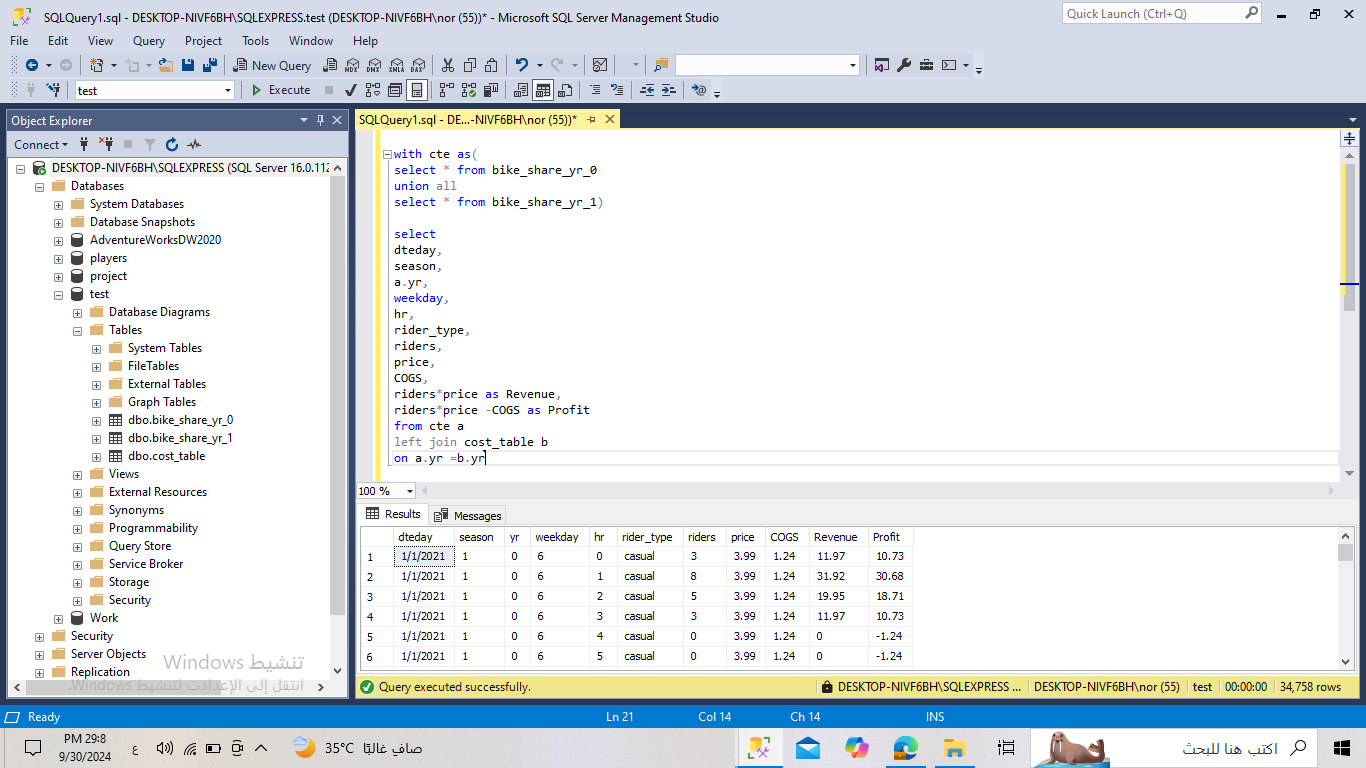 SQLQuery1.sql - DESKTOP-NIVF6BH\SQLEXPRESS.test (DESKTOP-NIVF6BH\nor (55))* - Microsoft SQL Server Management Studio
Quick Launch (Ctrl+Q)
File Edit View Query Project Tools Window Help
New Query MDX DMX XMLA DAX
test Execute
Object Explorer
SQLQuery1.sql - DE...-NIVF6BH\nor (55))*
Connect
DESKTOP-NIVF6BH\SQLEXPRESS (SQL Server 16.0.112
Databases
System Databases
Database Snapshots
AdventureWorksDW2020
players
project
test
Database Diagrams
Tables
System Tables
FileTables
External Tables
Graph Tables
dbo.bike_share_yr_0
dbo.bike_share_yr_1
dbo.cost_table
Views
External Resources
Synonyms
Programmability
Query Store
Service Broker
Storage
Security
Work
Security
Server Objects
Replication
with cte as(
select * from bike_share_yr_0
union all
select * from bike_share_yr_1)
select
dteday,
season,
a.yr,
weekday,
hr,
rider_type,
riders,
price,
COGS,
riders*price as Revenue,
riders*price -COGS as Profit
from cte a
left join cost_table b
on a.yr =b.yr
100 %
Results Messages
dteday season yr weekday hr rider_type riders price COGS Revenue Profit
1 1/1/2021 1 0 6 0 casual 3 3.99 1.24 11.97 10.73
2 1/1/2021 1 0 6 1 casual 8 3.99 1.24 31.92 30.68
3 1/1/2021 1 0 6 2 casual 5 3.99 1.24 19.95 18.71
4 1/1/2021 1 0 6 3 casual 3 3.99 1.24 11.97 10.73
5 1/1/2021 1 0 6 4 casual 0 3.99 1.24 0 -1.24
6 1/1/2021 1 0 6 5 casual 0 3.99 1.24 0 -1.24
تنشيط Windows
انتقل إلى الإعدادات لتنشيط Windows.
Query executed successfully.
DESKTOP-NIVF6BH\SQLEXPRESS ... DESKTOP-NIVF6BH\nor (55) test 00:00:00 34,758 rows
Ready Ln 21 Col 14 Ch 14 INS
PM 29:8
9/30/2024
ع
35°C صافٍ غالبًا
اكتب هنا للبحث